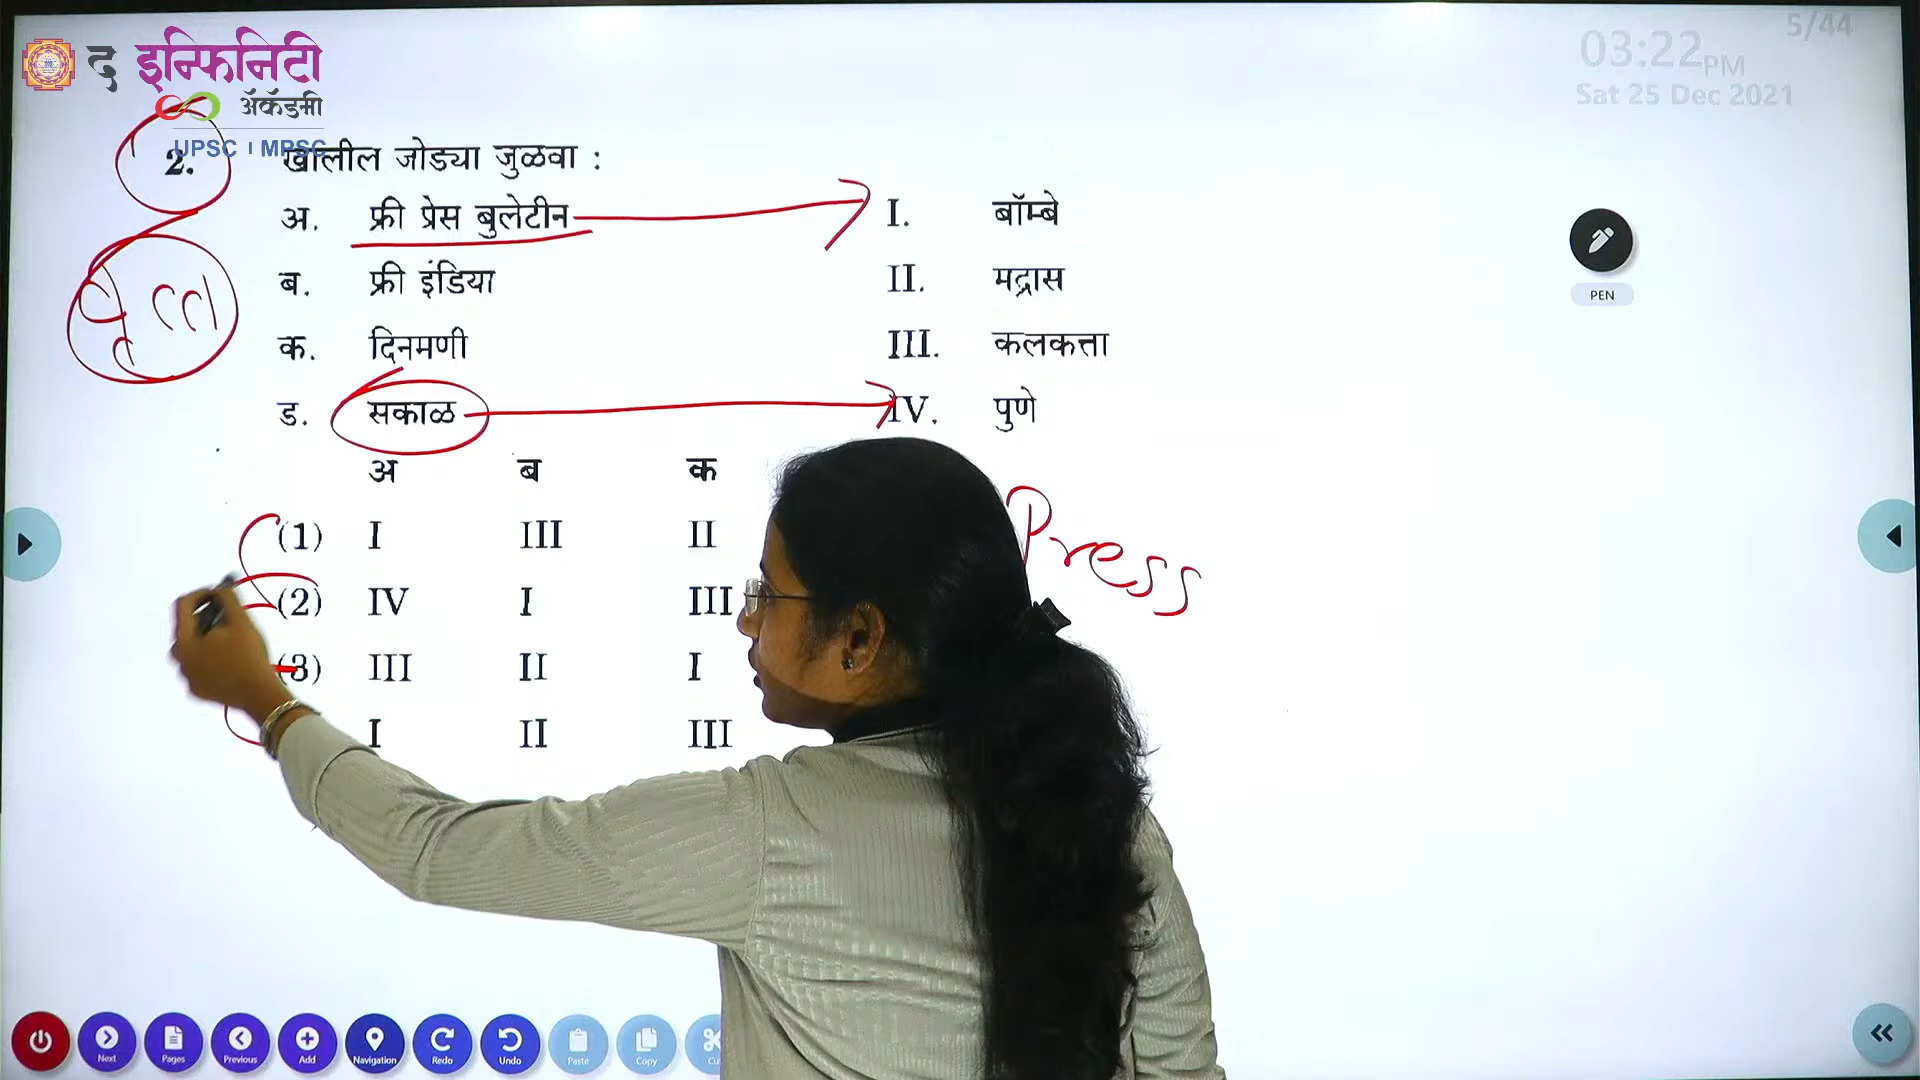 द इन्फिनिटी
ॲकॅडमी
UPSC | MPSC
5/44
03:22PM
Sat 25 Dec 2021
2. खालील जोड्या जुळवा :
अ. फ्री प्रेस बुलेटीन I. बॉम्बे
ब. फ्री इंडिया II. मद्रास
क. दिनमणी III. कलकत्ता
ड. सकाळ IV. पुणे
वृत्त
PEN
अ ब क
(1) I III II
(2) IV I III
(3) III II I
I II III
Press
Next
Pages
Previous
Add
Navigation
Redo
Undo
Paste
Copy